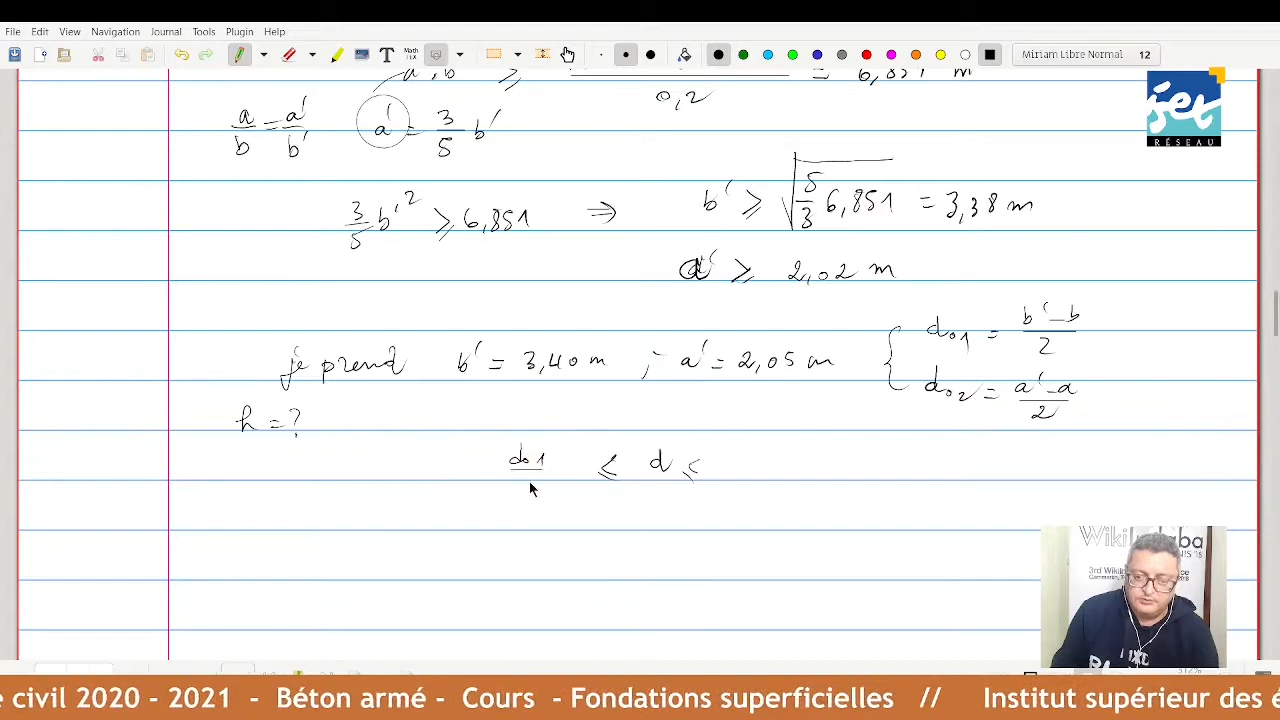 File Edit View Navigation Journal Tools Plugin Help
Miriam Libre Normal 12
a', b' ≥ = 6,851 m
0,2
a/b = a'/b' a' = 3/5 b'
3/5 b'² ≥ 6,851 ⇒ b' ≥ √(5/3 6,851) = 3,38 m
a' ≥ 2,02 m
je prend b' = 3,40 m ; a' = 2,05 m { d01 = b'-b/2
d02 = a'-a/2
h = ?
d01 ≤ d ≤
iset
RÉSEAU
3rd Wiki
e civil 2020 - 2021 - Béton armé - Cours - Fondations superficielles // Institut supérieur des é